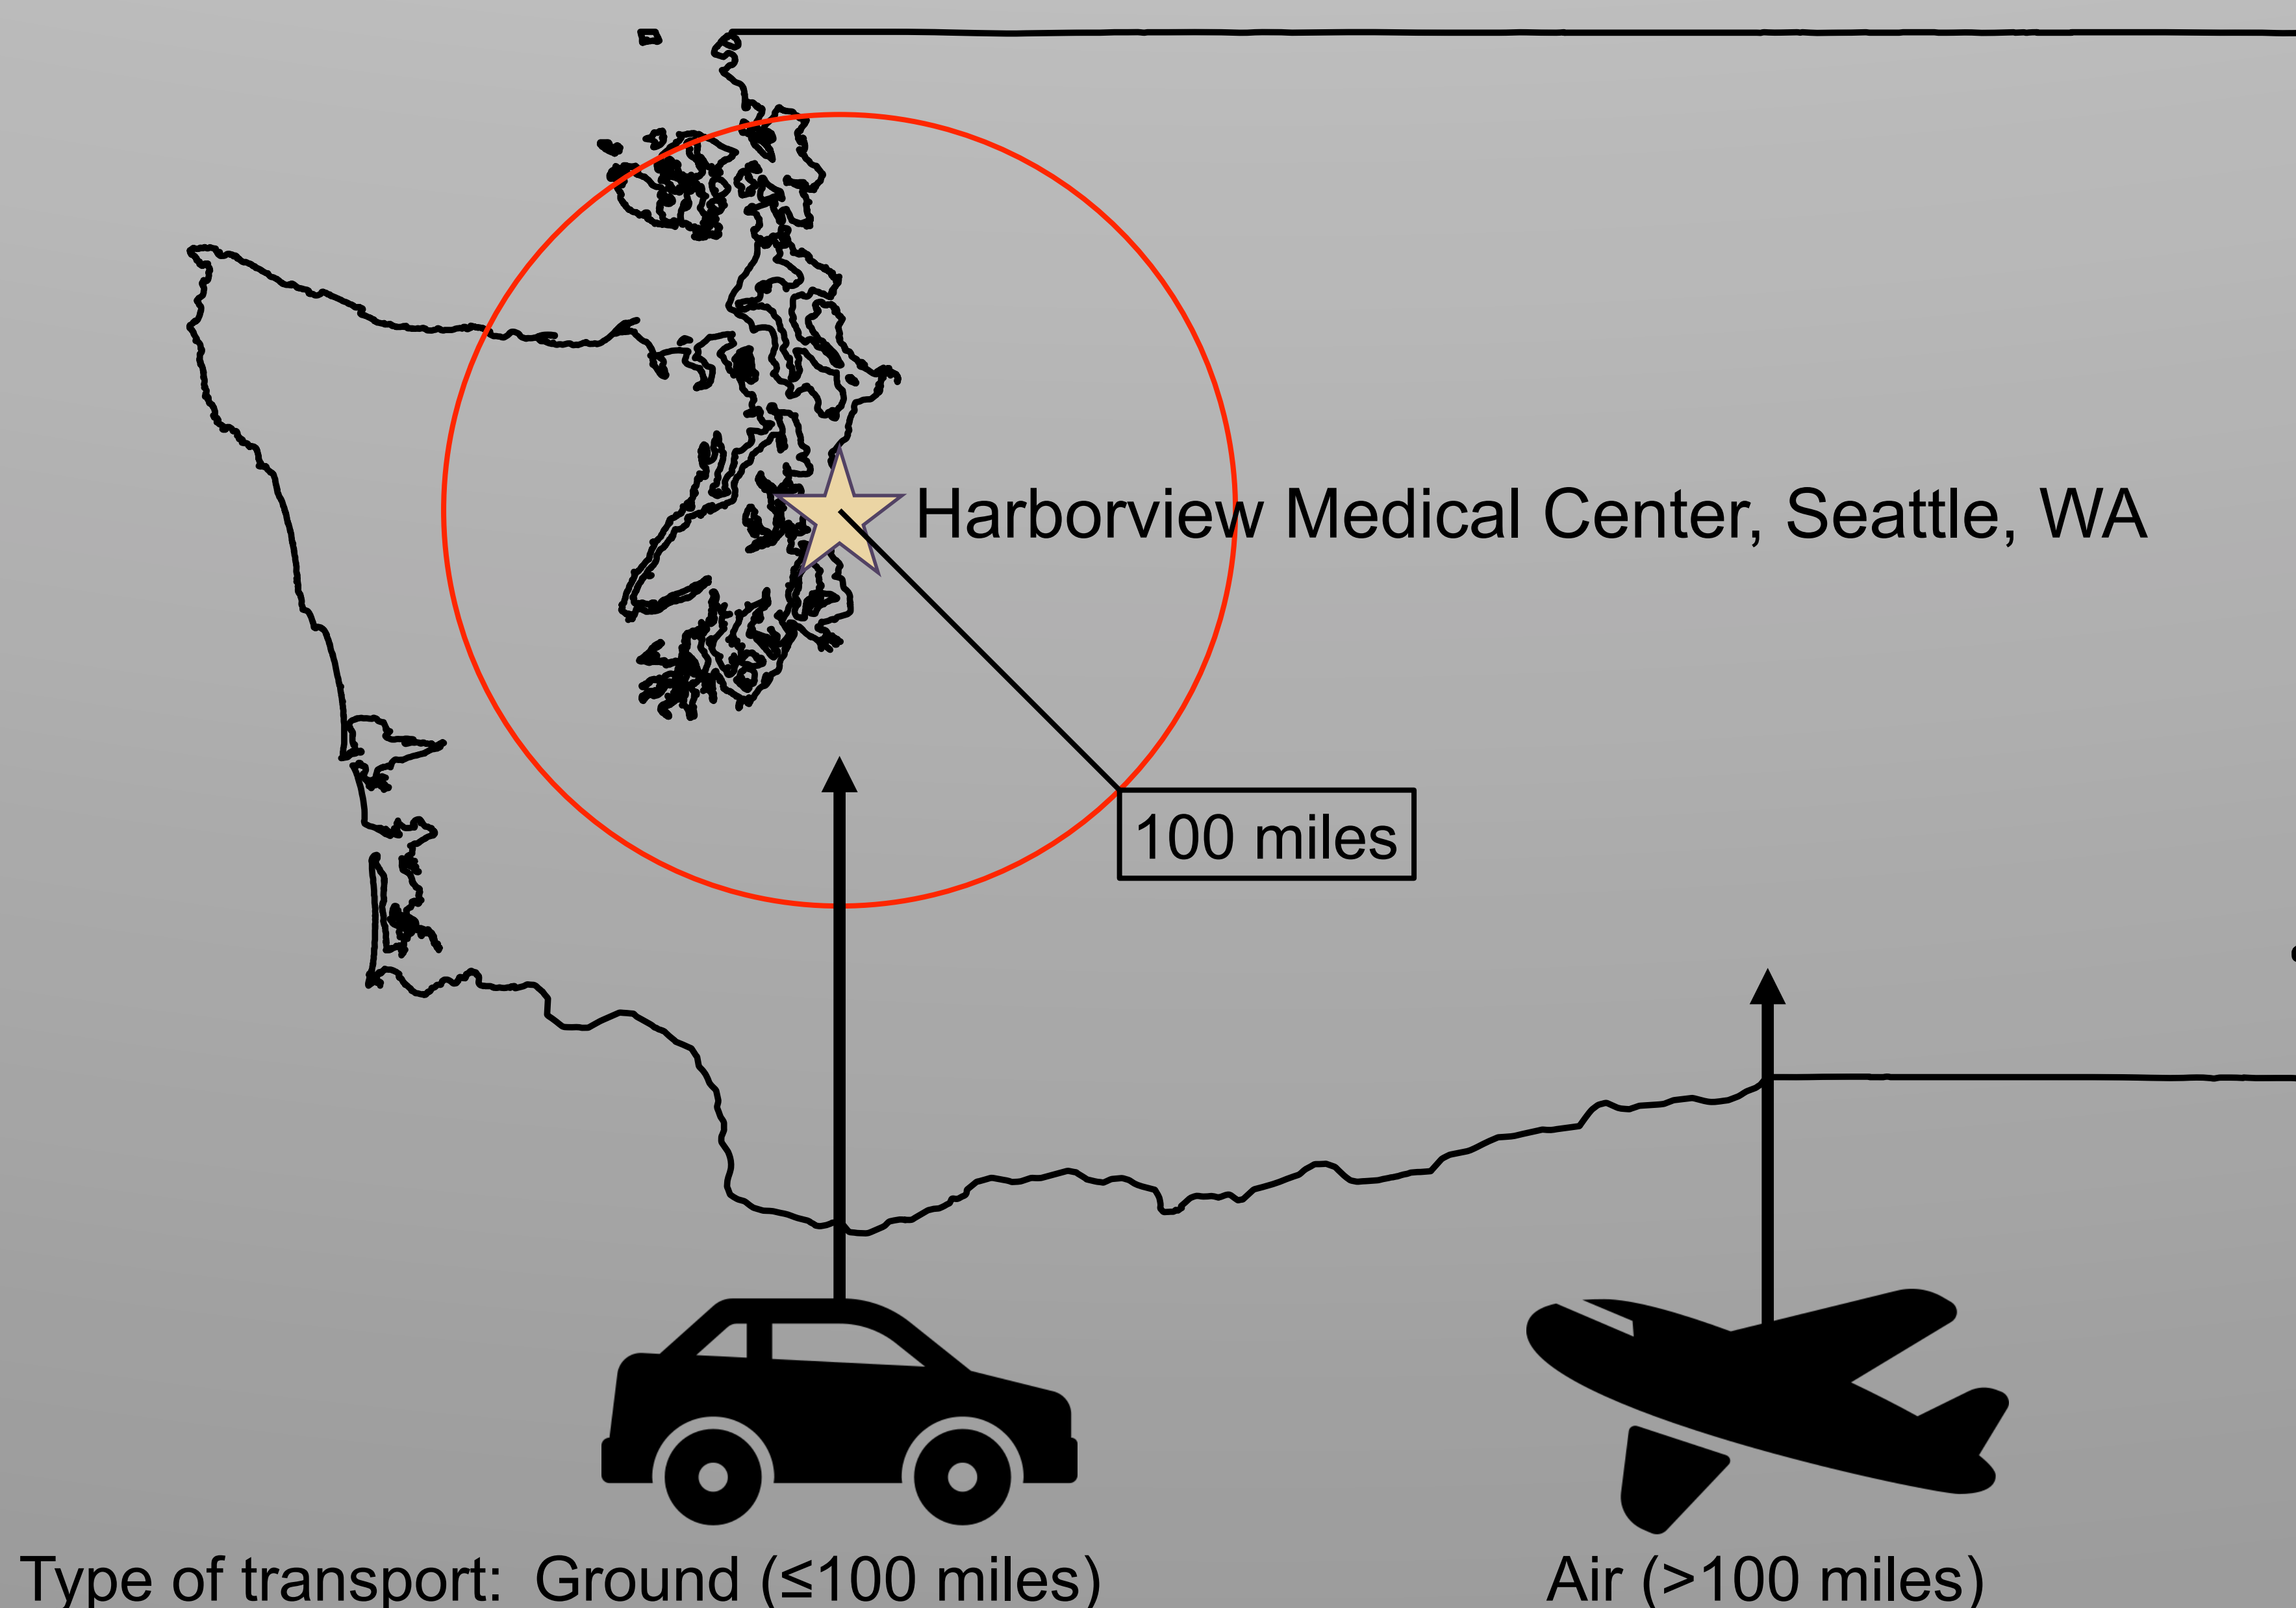 Harborview Medical Center, Seattle, WA
100 miles
Type of transport: Ground (≤100 miles) Air (>100 miles)